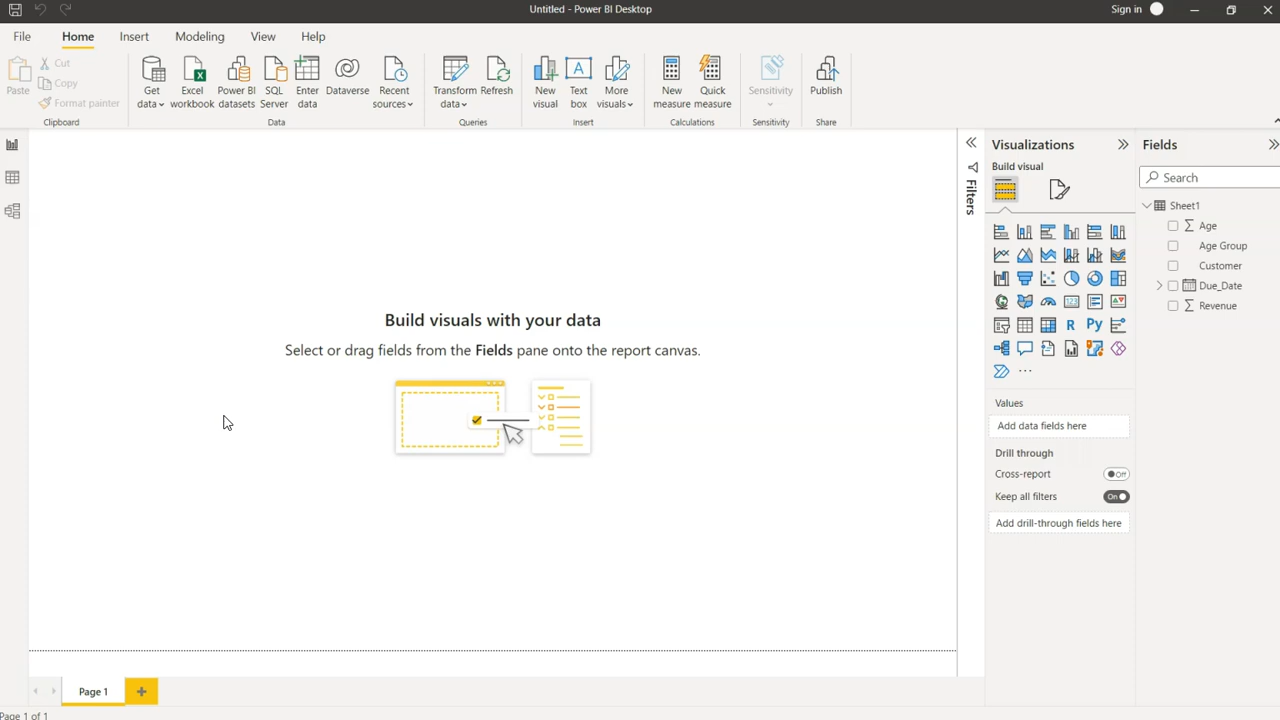 Untitled - Power BI Desktop
Sign in
File Home Insert Modeling View Help
Paste
Cut
Copy
Format painter
Clipboard
Get data
Excel workbook
Power BI datasets
SQL Server
Enter data
Dataverse
Recent sources
Data
Transform data
Refresh
Queries
New visual
Text box
More visuals
Insert
New measure
Quick measure
Calculations
Sensitivity
Sensitivity
Publish
Share
Build visuals with your data
Select or drag fields from the Fields pane onto the report canvas.
Filters
Visualizations
Build visual
R
Py
123
Values
Add data fields here
Drill through
Cross-report
Off
Keep all filters
On
Add drill-through fields here
Fields
Search
Sheet1
Σ Age
Age Group
Customer
Due_Date
Σ Revenue
Page 1
Page 1 of 1